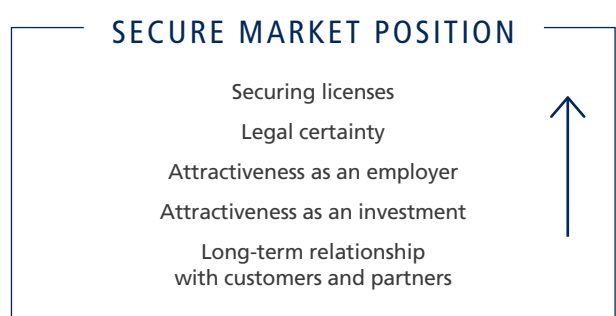 SECURE MARKET POSITION
Securing licenses
Legal certainty
Attractiveness as an employer
Attractiveness as an investment
Long-term relationship
with customers and partners